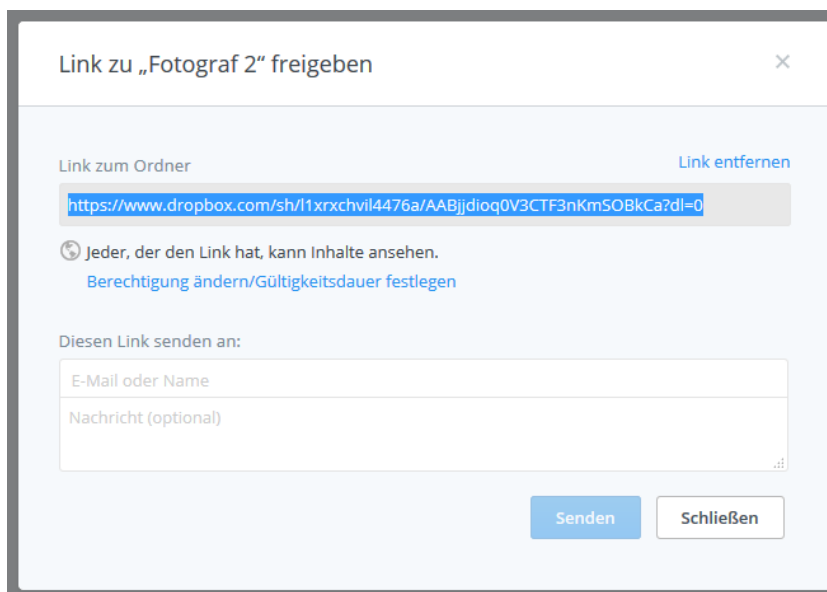 Link zu „Fotograf 2“ freigeben
Link zum Ordner
Link entfernen
https://www.dropbox.com/sh/l1xrxchvil4476a/AABjjdioq0V3CTF3nKmSOBkCa?dl=0
Jeder, der den Link hat, kann Inhalte ansehen.
Berechtigung ändern/Gültigkeitsdauer festlegen
Diesen Link senden an:
E-Mail oder Name
Nachricht (optional)
Senden
Schließen